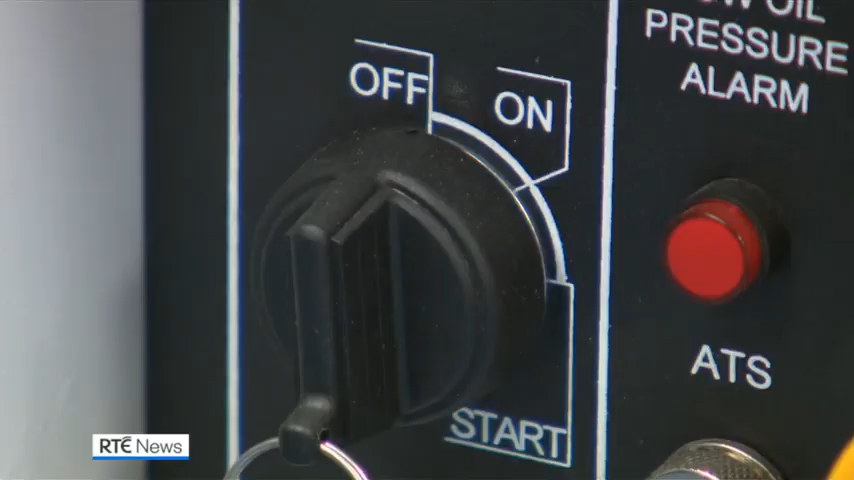 OFF
ON
START
OIL
PRESSURE
ALARM
ATS
RTÉ News